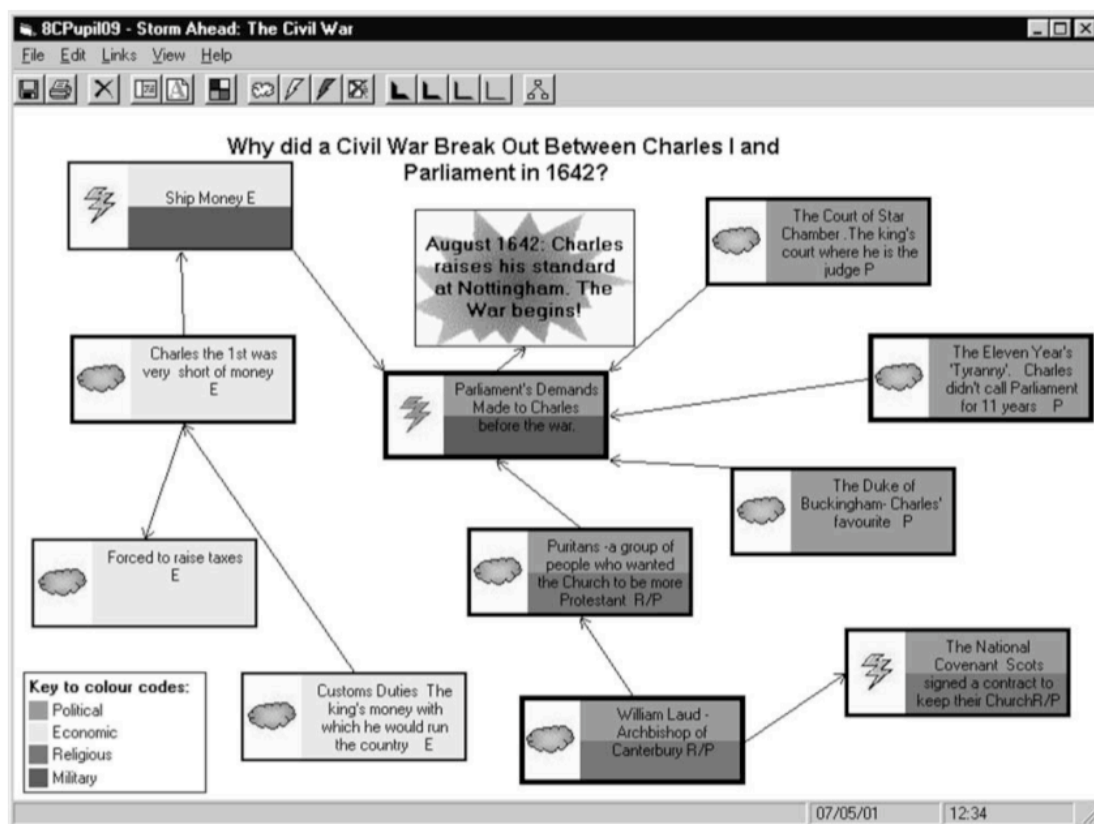 8CPupil09 - Storm Ahead: The Civil War
File Edit Links View Help
Why did a Civil War Break Out Between Charles I and
Parliament in 1642?
Ship Money E
August 1642: Charles
raises his standard
at Nottingham. The
War begins!
The Court of Star
Chamber .The king's
court where he is the
judge P
Charles the 1st was
very short of money
E
Parliament's Demands
Made to Charles
before the war.
The Eleven Year's
'Tyranny'. Charles
didn't call Parliament
for 11 years P
The Duke of
Buckingham- Charles'
favourite P
Forced to raise taxes
E
Puritans -a group of
people who wanted
the Church to be more
Protestant R/P
The National
Covenant Scots
signed a contract to
keep their ChurchR/P
Customs Duties The
king's money with
which he would run
the country E
William Laud -
Archbishop of
Canterbury R/P
Key to colour codes:
Political
Economic
Religious
Military
07/05/01 12:34